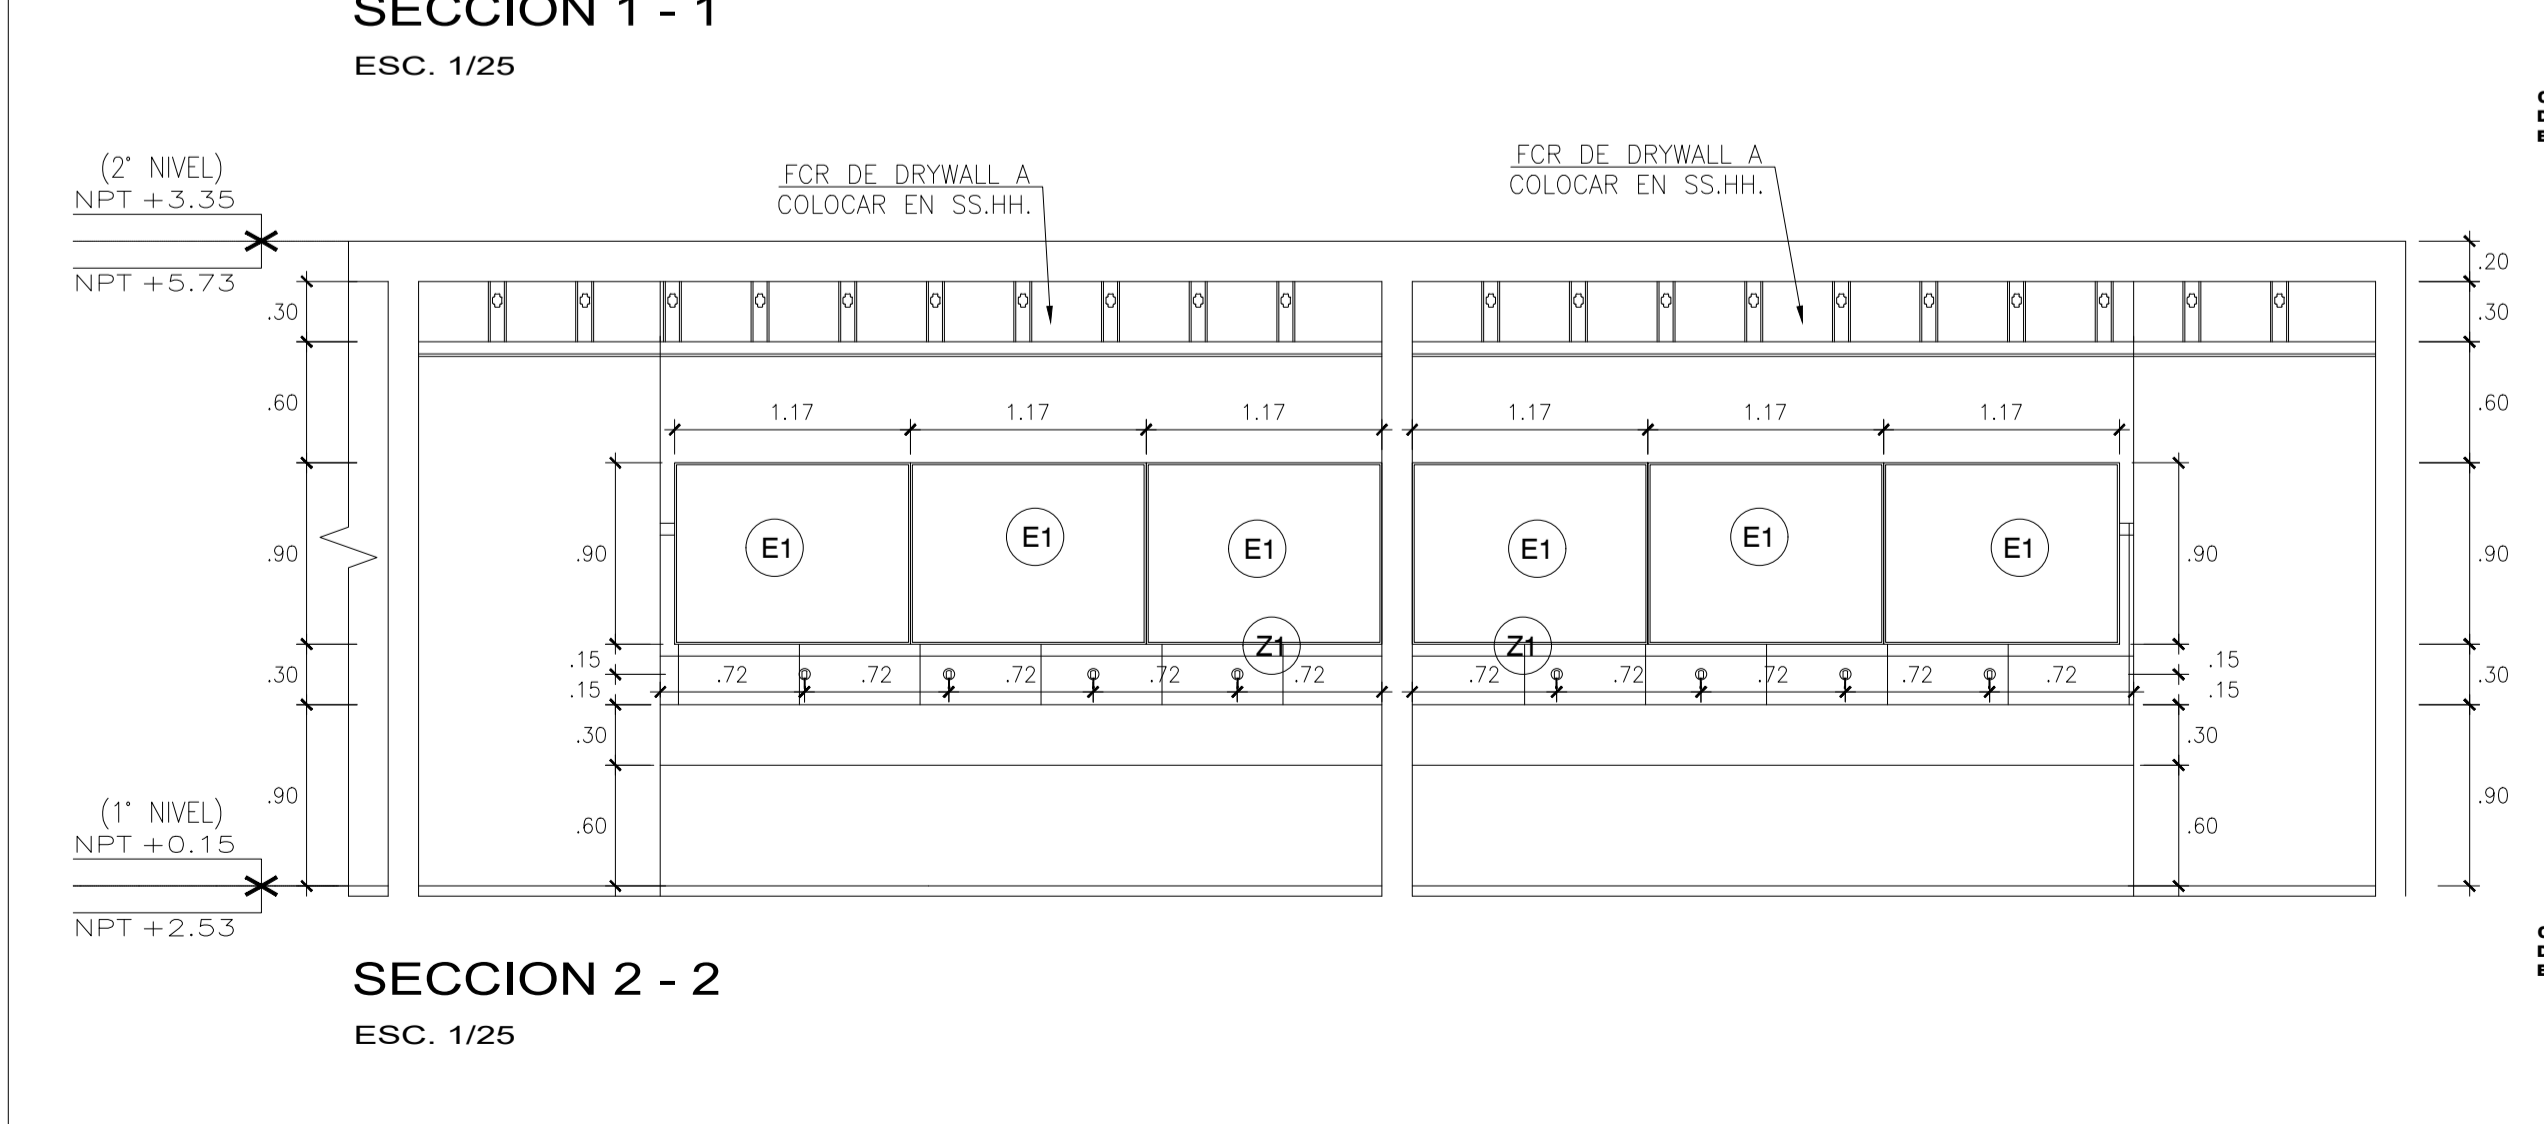 SECCION 1 - 1
ESC. 1/25
(2° NIVEL)
NPT +3.35
NPT +5.73
FCR DE DRYWALL A
COLOCAR EN SS.HH.
FCR DE DRYWALL A
COLOCAR EN SS.HH.
.20
.30
.30
.60
1.17
1.17
1.17
1.17
1.17
1.17
.60
.90
.90
E1
E1
E1
E1
E1
E1
.90
.90
Z1
Z1
.30
.15
.15
.72
.72
.72
.72
.72
.72
.72
.72
.72
.72
.15
.15
.30
.30
.30
(1° NIVEL)
NPT +0.15
NPT +2.53
.90
.60
.60
.90
SECCION 2 - 2
ESC. 1/25